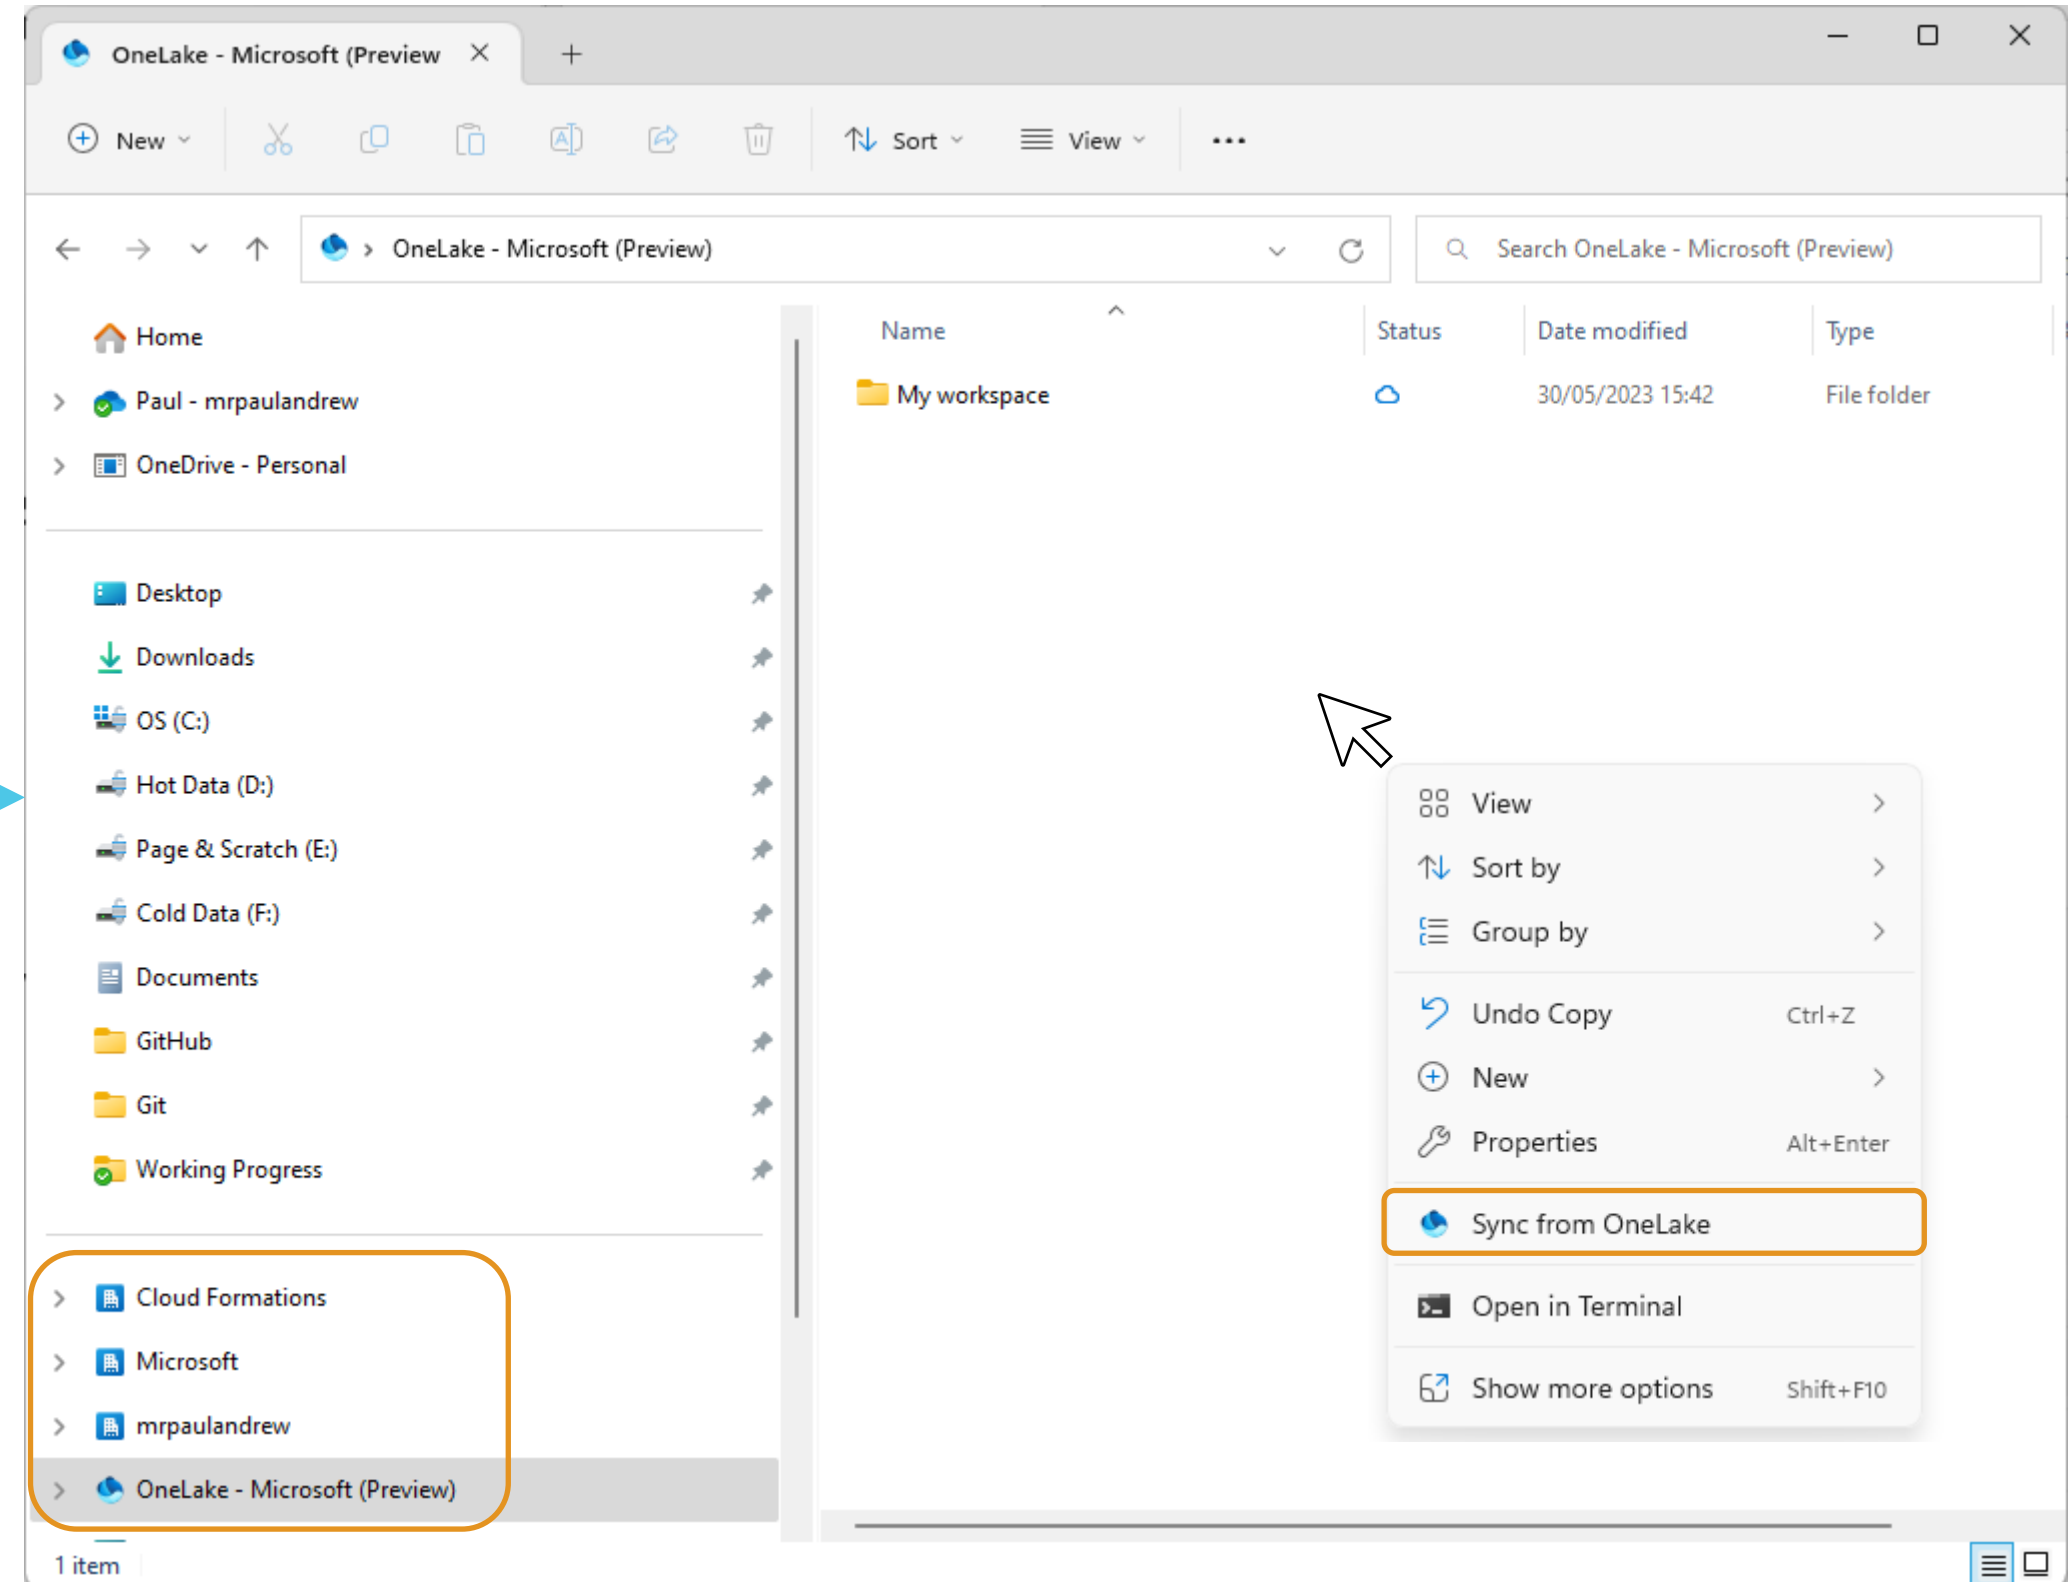 OneLake - Microsoft (Preview
New
Sort
View
OneLake - Microsoft (Preview)
Search OneLake - Microsoft (Preview)
Home
Paul - mrpaulandrew
OneDrive - Personal
Desktop
Downloads
OS (C:)
Hot Data (D:)
Page & Scratch (E:)
Cold Data (F:)
Documents
GitHub
Git
Working Progress
Cloud Formations
Microsoft
mrpaulandrew
OneLake - Microsoft (Preview)
1 item
Name Status Date modified Type
My workspace 30/05/2023 15:42 File folder
View
Sort by
Group by
Undo Copy Ctrl+Z
New
Properties Alt+Enter
Sync from OneLake
Open in Terminal
Show more options Shift+F10